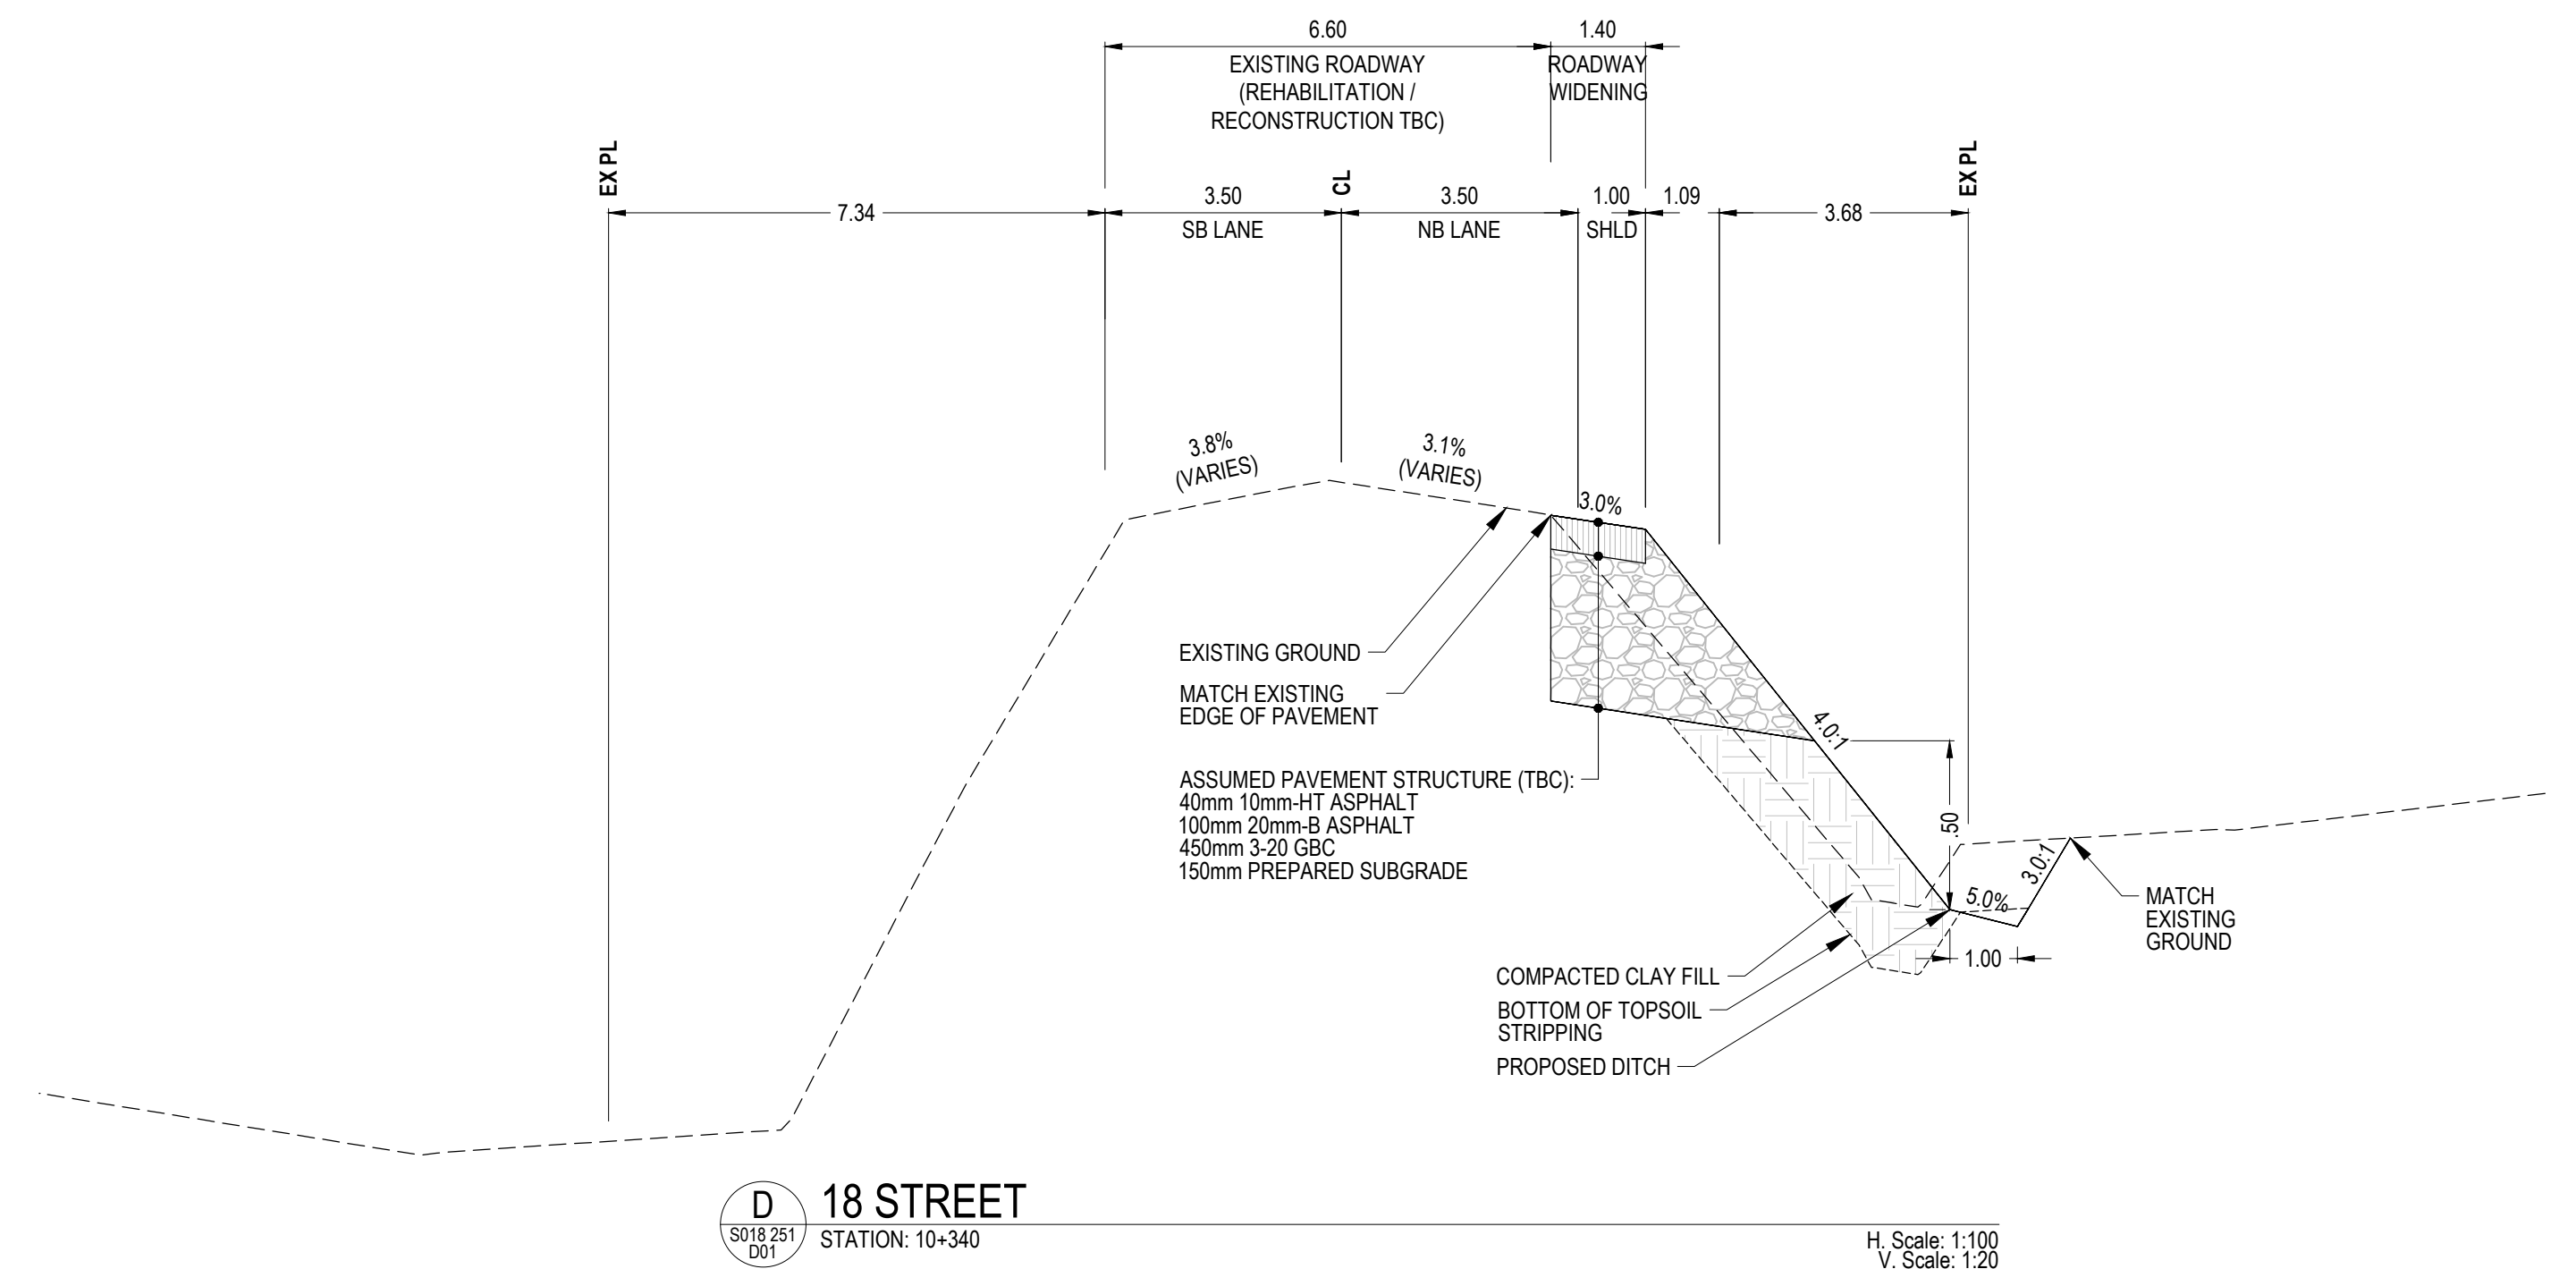 6.60
EXISTING ROADWAY
(REHABILITATION /
RECONSTRUCTION TBC)
1.40
ROADWAY
WIDENING
EX PL
CL
EX PL
7.34
3.50
SB LANE
3.50
NB LANE
1.00
SHLD
1.09
3.68
3.8%
(VARIES)
3.1%
(VARIES)
3.0%
EXISTING GROUND
MATCH EXISTING
EDGE OF PAVEMENT
ASSUMED PAVEMENT STRUCTURE (TBC):
40mm 10mm-HT ASPHALT
100mm 20mm-B ASPHALT
450mm 3-20 GBC
150mm PREPARED SUBGRADE
4.0:1
.50
5.0%
3.0:1
1.00
MATCH
EXISTING
GROUND
COMPACTED CLAY FILL
BOTTOM OF TOPSOIL
STRIPPING
PROPOSED DITCH
D
S018 251
D01
18 STREET
STATION: 10+340
H. Scale: 1:100
V. Scale: 1:20